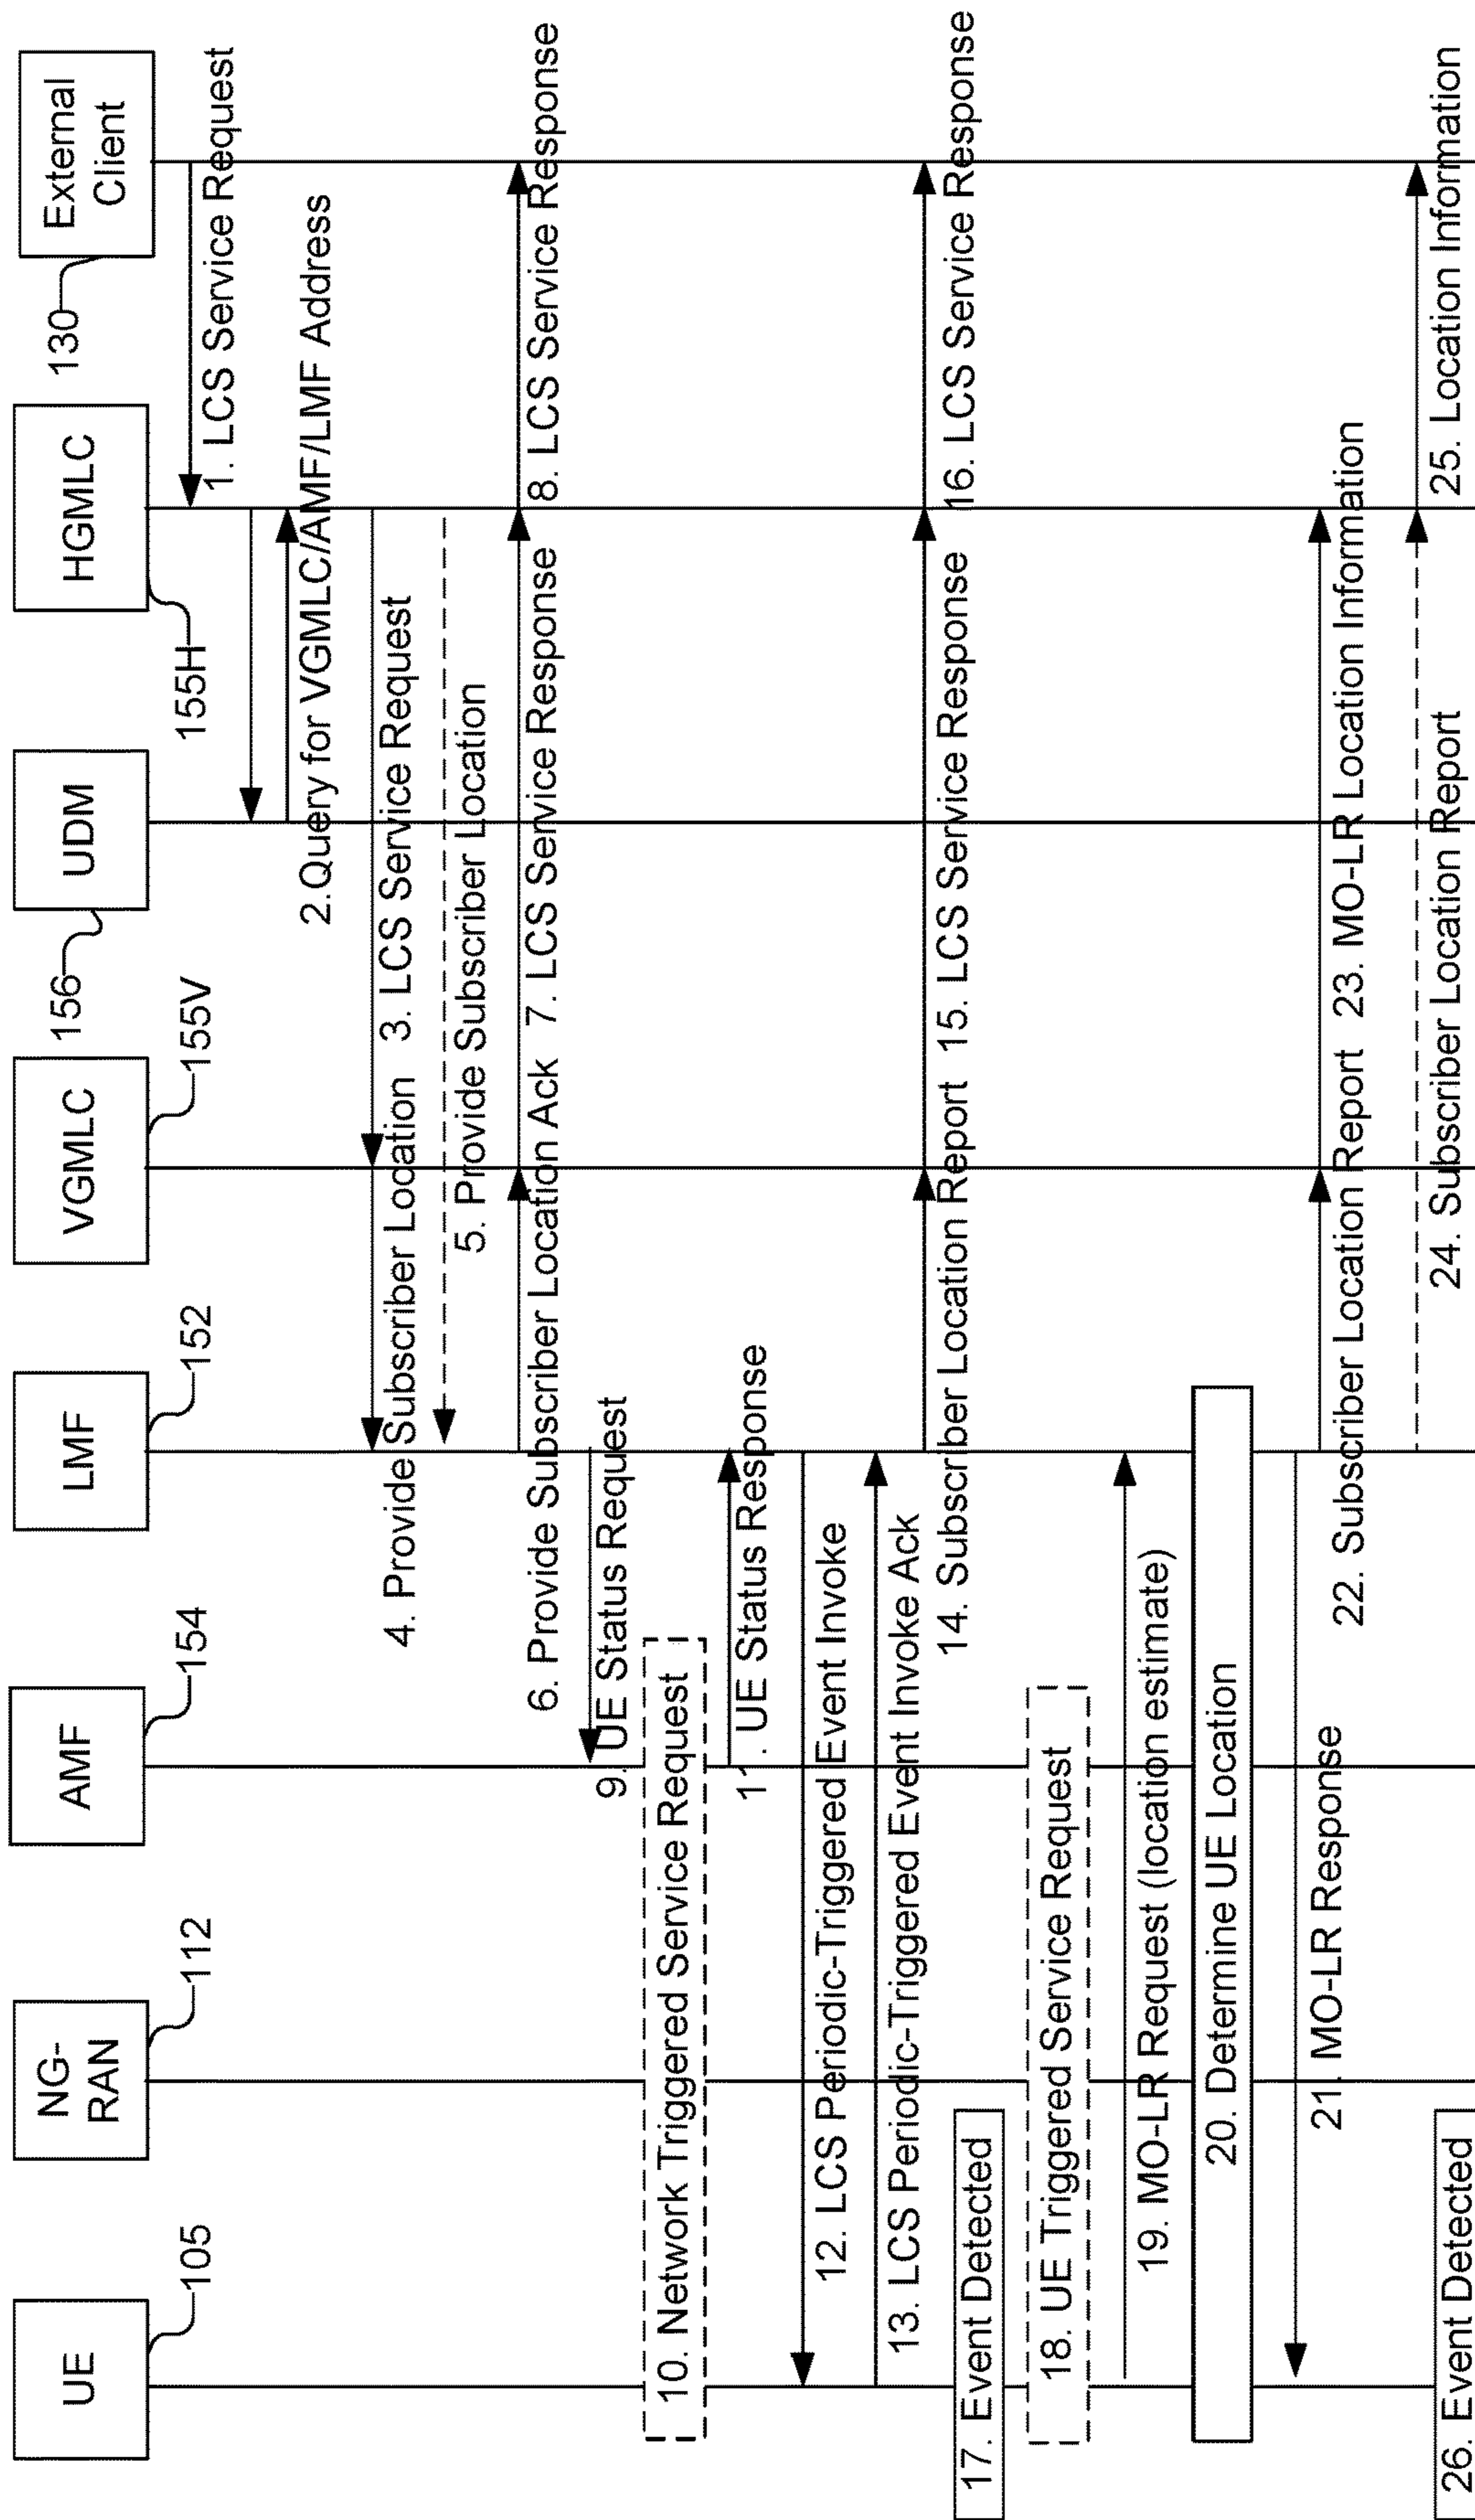 UE
105
NG-
RAN
112
AMF
154
LMF
152
VGMLC
155V
UDM
156
HGMLC
155H
External
Client
130
1. LCS Service Request
2.Query for VGMLC/AMF/LMF Address
4. Provide Subscriber Location 3. LCS Service Request
5. Provide Subscriber Location
6. Provide Subscriber Location Ack 7. LCS Service Response 8. LCS Service Response
9. UE Status Request
10. Network Triggered Service Request
11. UE Status Response
12. LCS Periodic-Triggered Event Invoke
13. LCS Periodic-Triggered Event Invoke Ack
14. Subscriber Location Report 15. LCS Service Response 16. LCS Service Response
17. Event Detected
18. UE Triggered Service Request
19. MO-LR Request (location estimate)
20. Determine UE Location
21. MO-LR Response
22. Subscriber Location Report 23. MO-LR Location Information
24. Subscriber Location Report 25. Location Information
26. Event Detected